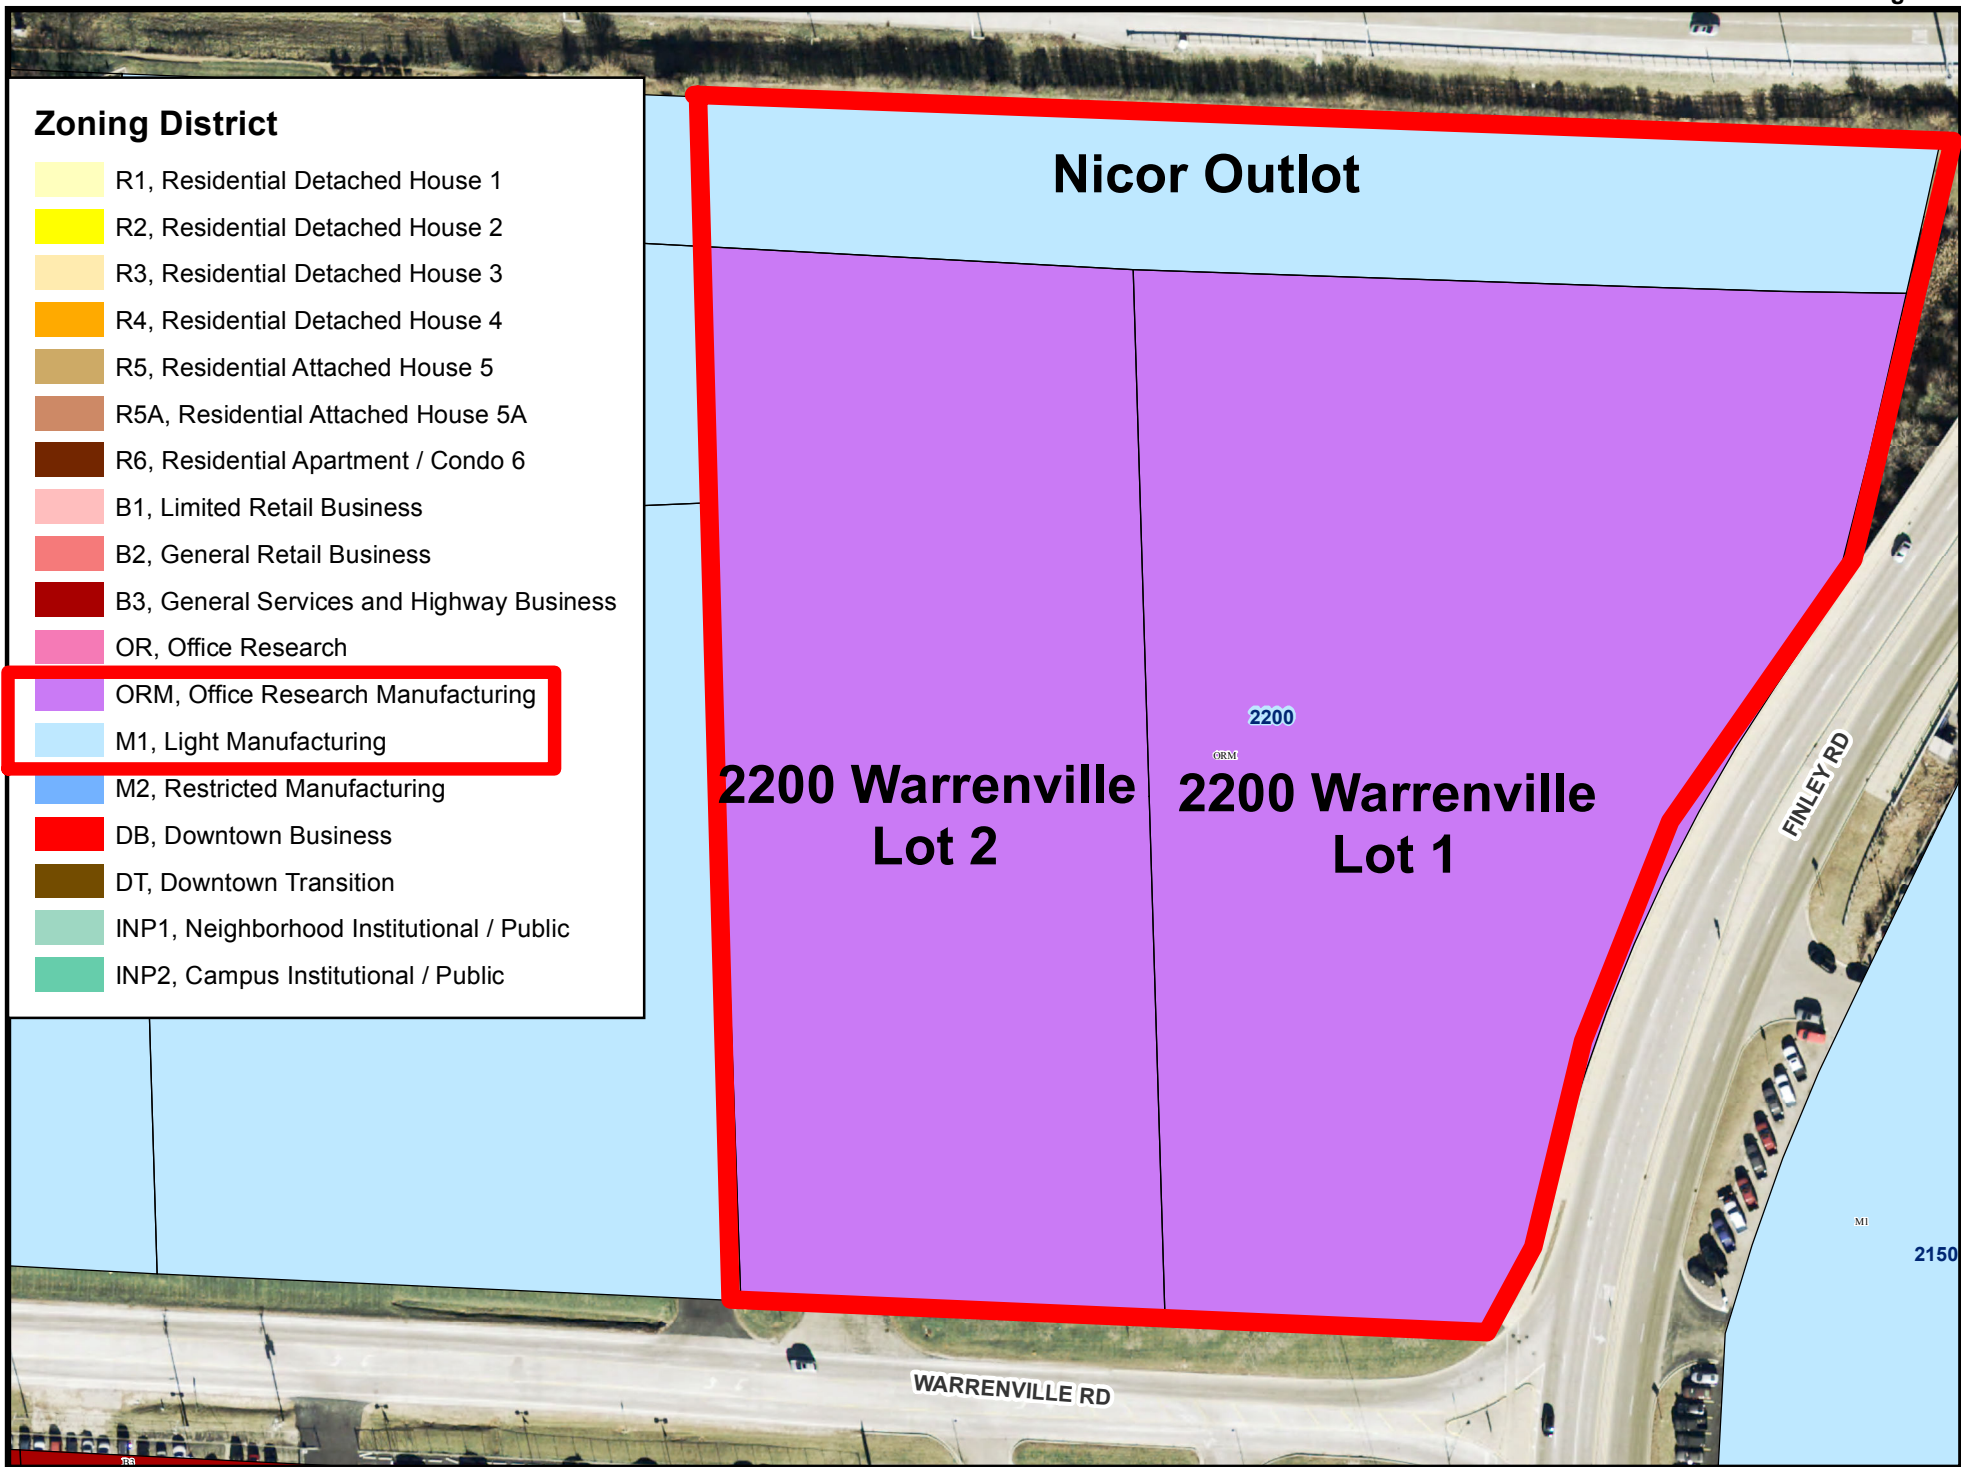 Zoning District
R1, Residential Detached House 1
R2, Residential Detached House 2
R3, Residential Detached House 3
R4, Residential Detached House 4
R5, Residential Attached House 5
R5A, Residential Attached House 5A
R6, Residential Apartment / Condo 6
B1, Limited Retail Business
B2, General Retail Business
B3, General Services and Highway Business
OR, Office Research
ORM, Office Research Manufacturing
M1, Light Manufacturing
M2, Restricted Manufacturing
DB, Downtown Business
DT, Downtown Transition
INP1, Neighborhood Institutional / Public
INP2, Campus Institutional / Public
Nicor Outlot
2200
ORM
2200 Warrenville
Lot 2
2200 Warrenville
Lot 1
FINLEY RD
M1
2150
WARRENVILLE RD
B3